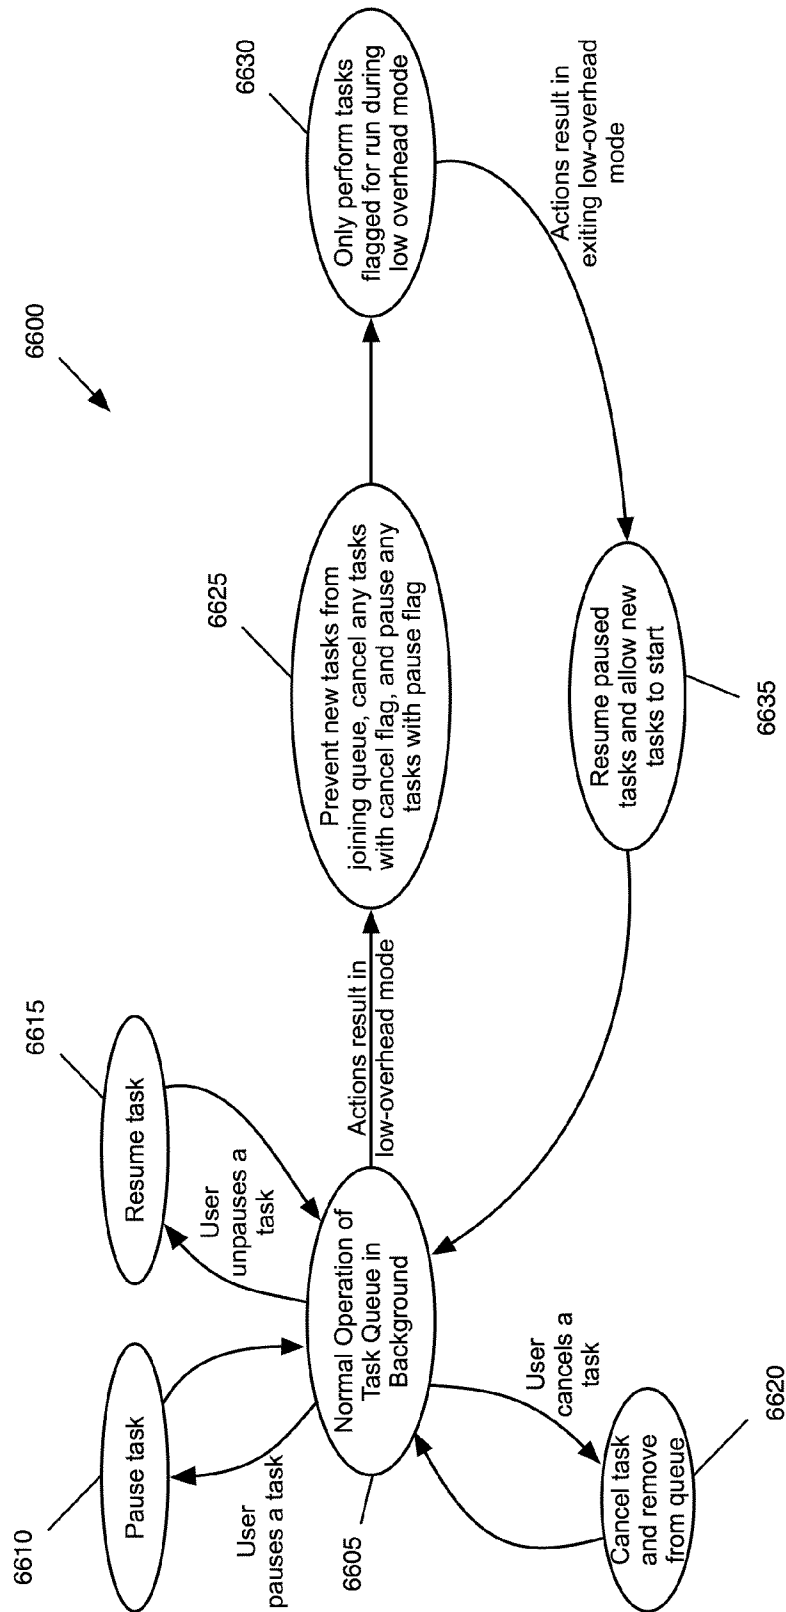 6600
6610
Pause task
User
pauses a task
6615
Resume task
User
unpauses a
task
6605
Normal Operation of
Task Queue in
Background
User
cancels a
task
Cancel task
and remove
from queue
6620
Actions result in
low-overhead mode
6625
Prevent new tasks from
joining queue, cancel any tasks
with cancel flag, and pause any
tasks with pause flag
6630
Only perform tasks
flagged for run during
low overhead mode
Actions result in
exiting low-overhead
mode
Resume paused
tasks and allow new
tasks to start
6635